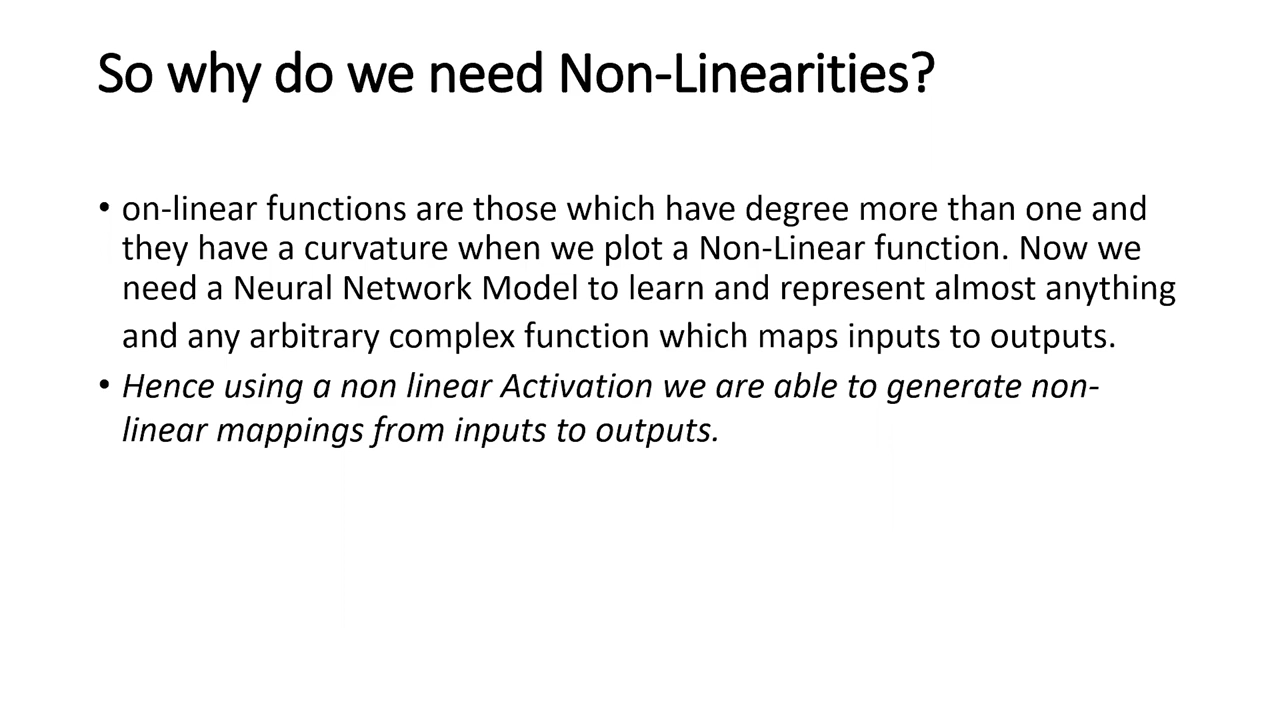 So why do we need Non-Linearities?
• on-linear functions are those which have degree more than one and
they have a curvature when we plot a Non-Linear function. Now we
need a Neural Network Model to learn and represent almost anything
and any arbitrary complex function which maps inputs to outputs.
• Hence using a non linear Activation we are able to generate non-
linear mappings from inputs to outputs.